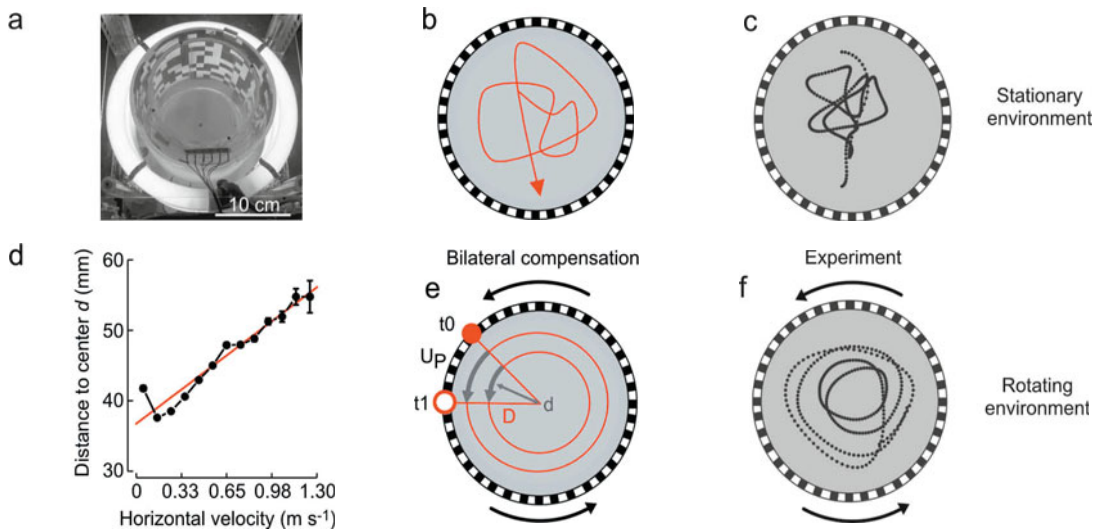 a
10 cm
b
c
Stationary
environment
d
Distance to center d (mm)
60
50
40
30
0
0.33
0.65
0.98
1.30
Horizontal velocity (m s-1)
Bilateral compensation
e
t0
UP
t1
D
d
Experiment
f
Rotating
environment